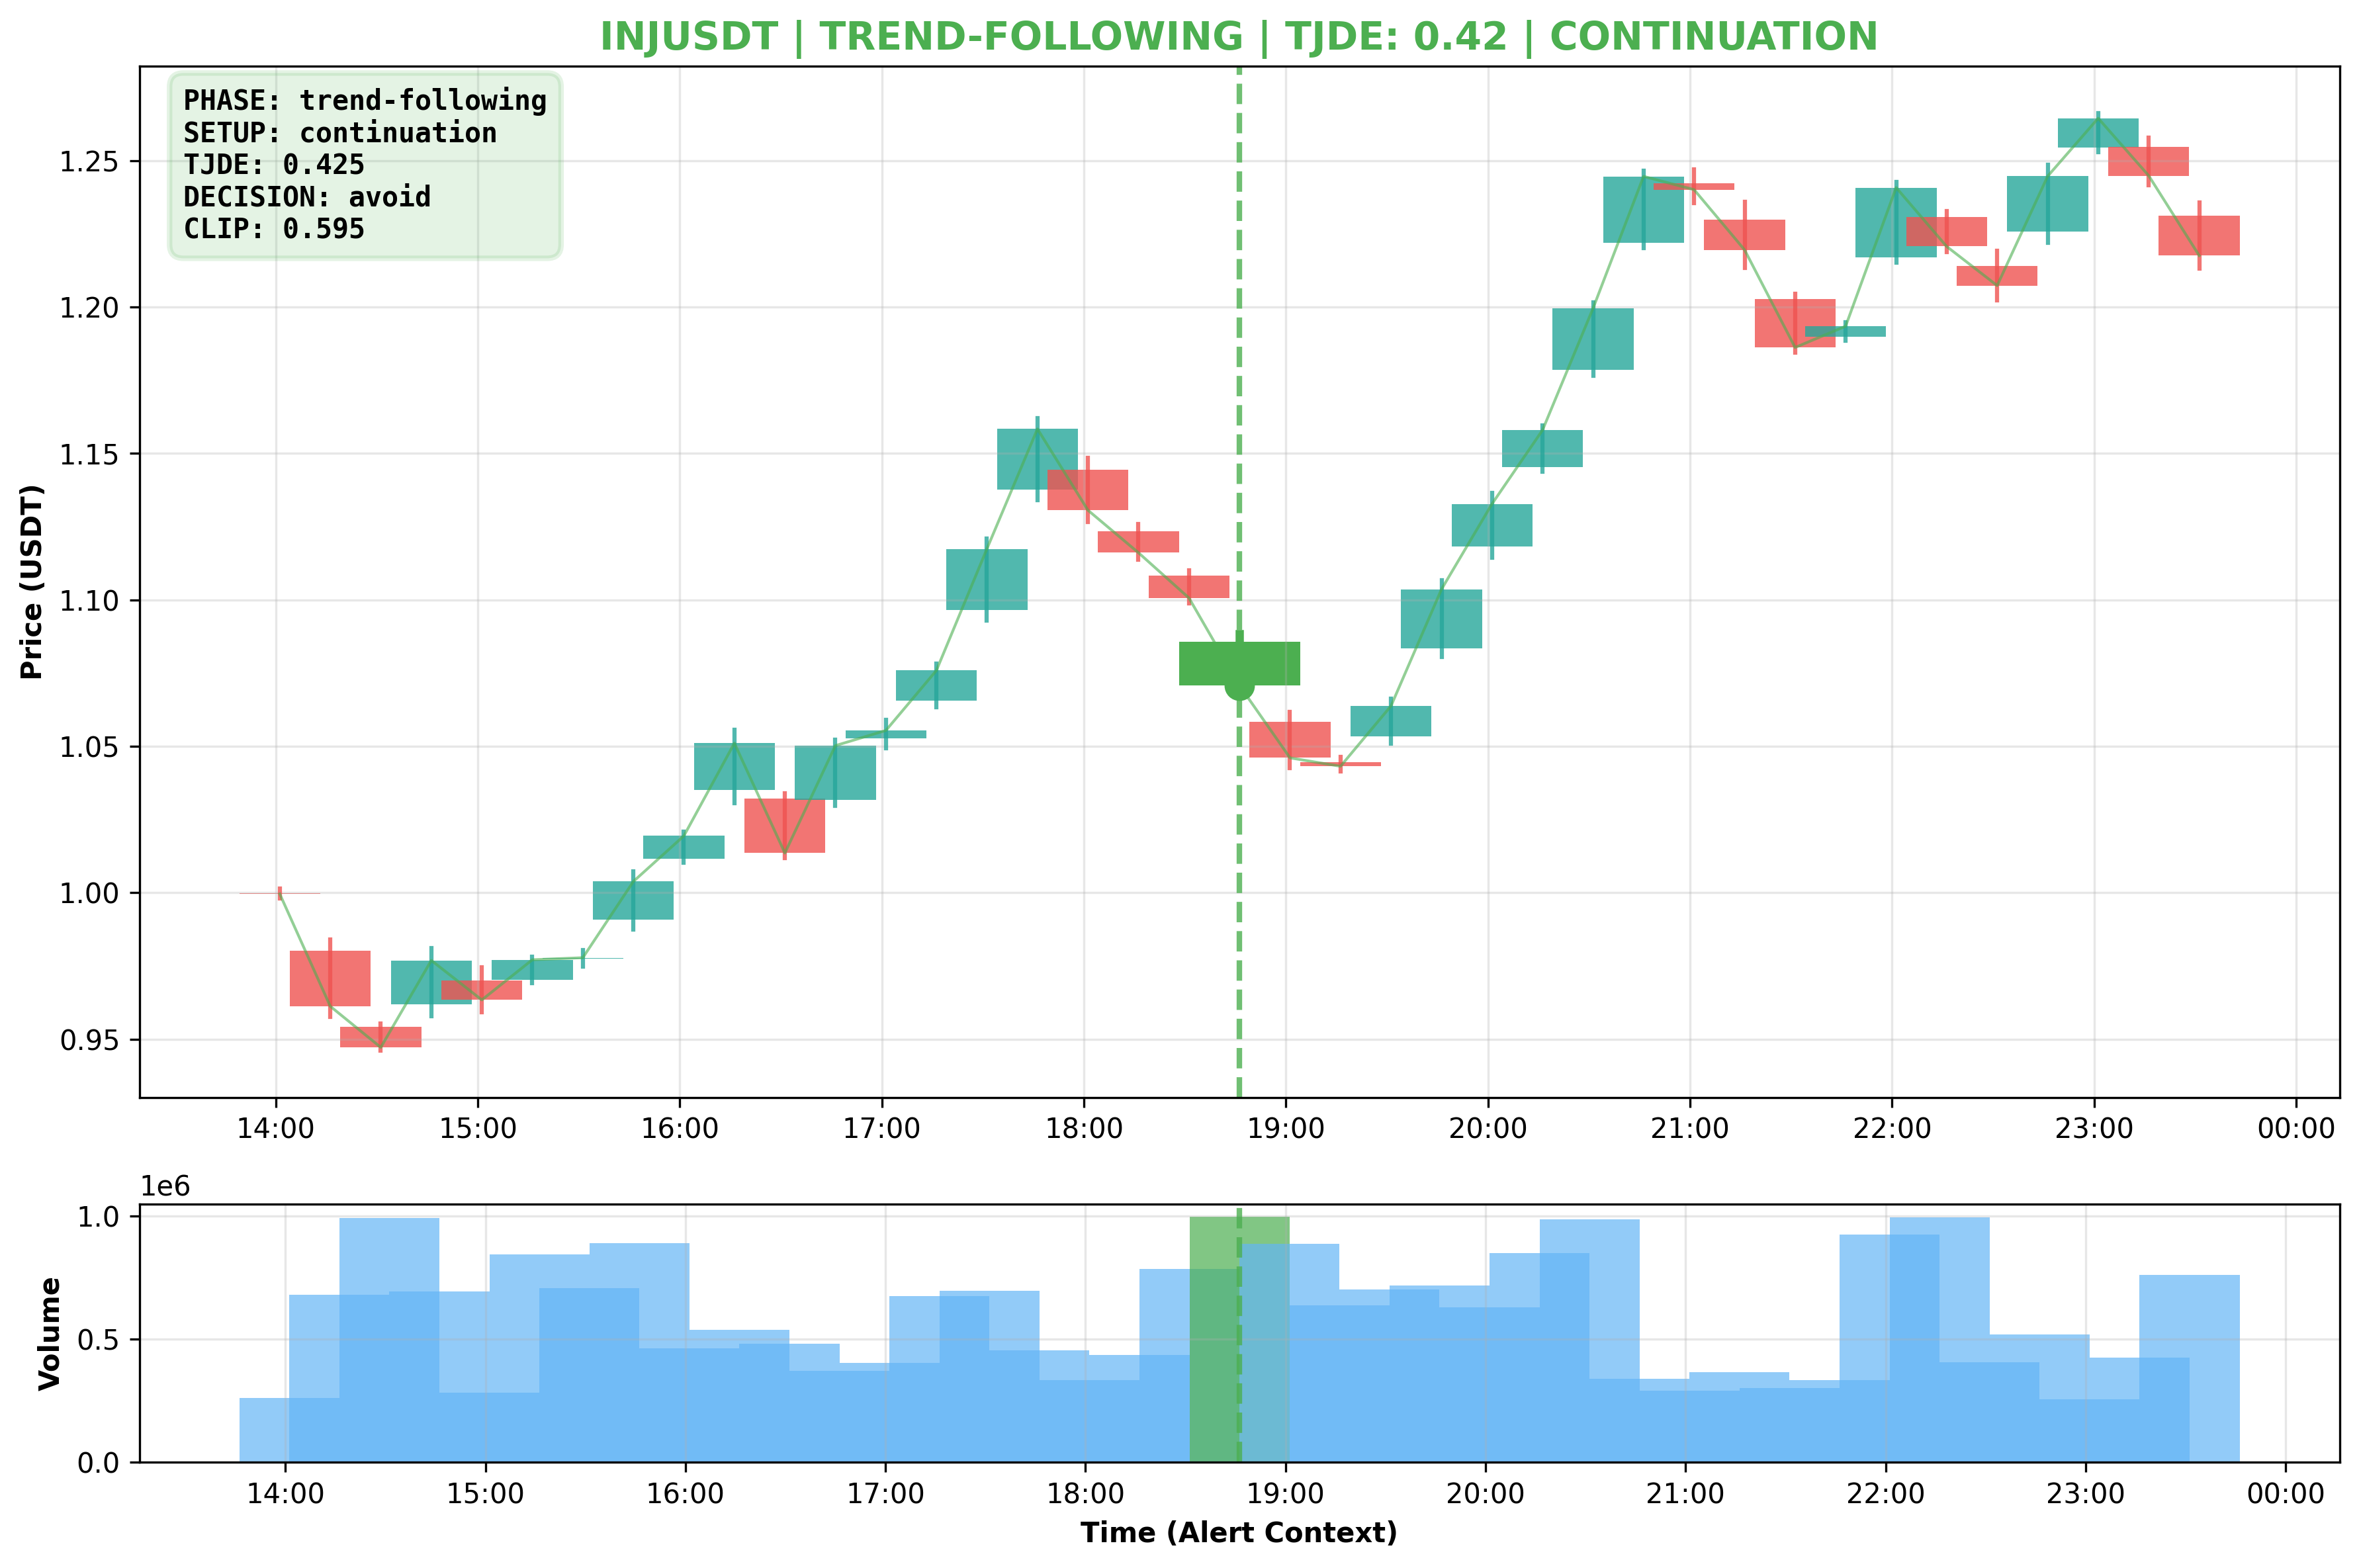 INJUSDT | TREND-FOLLOWING | TJDE: 0.42 | CONTINUATION
PHASE: trend-following
SETUP: continuation
TJDE: 0.425
DECISION: avoid
CLIP: 0.595
Price (USDT)
1.25
1.20
1.15
1.10
1.05
1.00
0.95
14:00 15:00 16:00 17:00 18:00 19:00 20:00 21:00 22:00 23:00 00:00
1e6
Volume
1.0
0.5
0.0
14:00 15:00 16:00 17:00 18:00 19:00 20:00 21:00 22:00 23:00 00:00
Time (Alert Context)